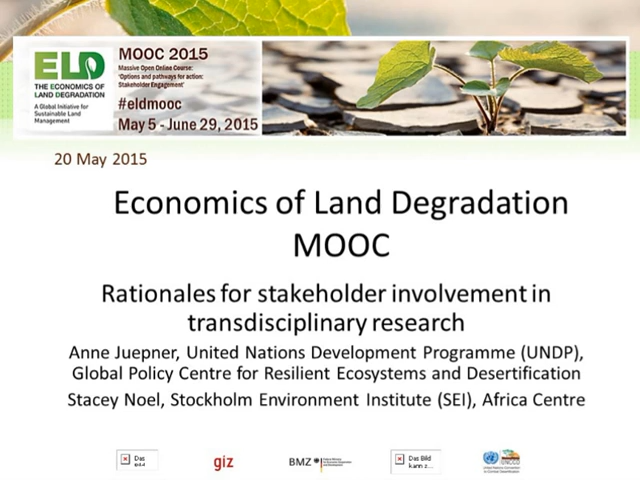 ELD
THE ECONOMICS OF
LAND DEGRADATION
A Global Initiative for
Sustainable Land
Management
MOOC 2015
Massive Open Online Course:
'Options and pathways for action:
Stakeholder Engagement'
#eldmooc
May 5 - June 29, 2015
20 May 2015
Economics of Land Degradation
MOOC
Rationales for stakeholder involvement in
transdisciplinary research
Anne Juepner, United Nations Development Programme (UNDP),
Global Policy Centre for Resilient Ecosystems and Desertification
Stacey Noel, Stockholm Environment Institute (SEI), Africa Centre
Das
giz
BMZ
Das Bild
kann z...